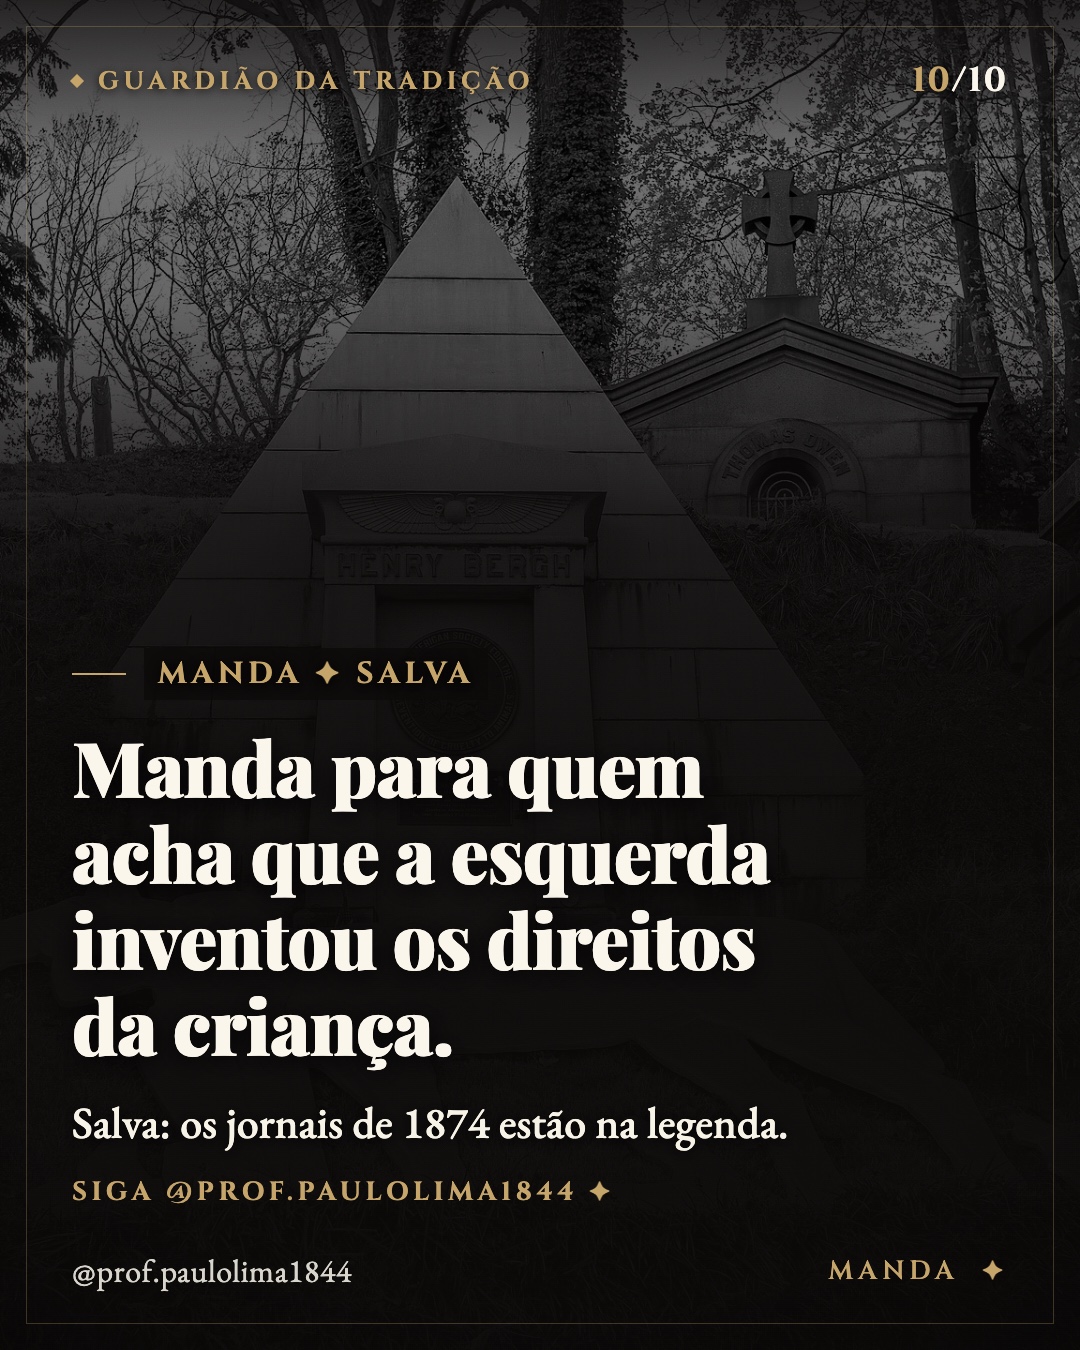 ◆ GUARDIÃO DA TRADIÇÃO
10/10
THOMAS OWEN
HENRY BERGH
MANDA ✦ SALVA
Manda para quem
acha que a esquerda
inventou os direitos
da criança.
Salva: os jornais de 1874 estão na legenda.
SIGA @PROF.PAULOLIMA1844 ✦
@prof.paulolima1844
MANDA ✦